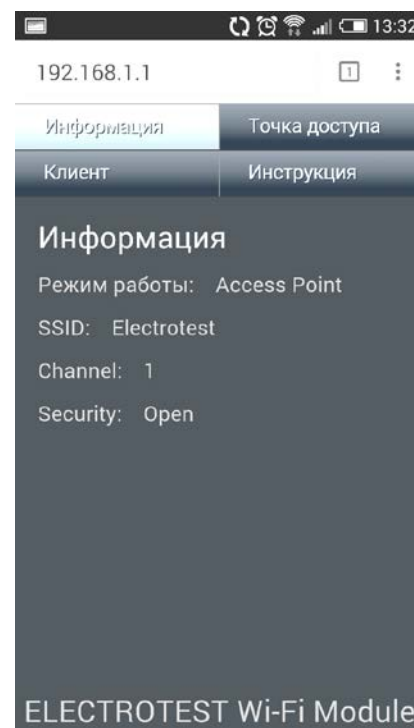 13:32
192.168.1.1 1
Информация Точка доступа
Клиент Инструкция
Информация
Режим работы: Access Point
SSID: Electrotest
Channel: 1
Security: Open
ELECTROTEST Wi-Fi Module